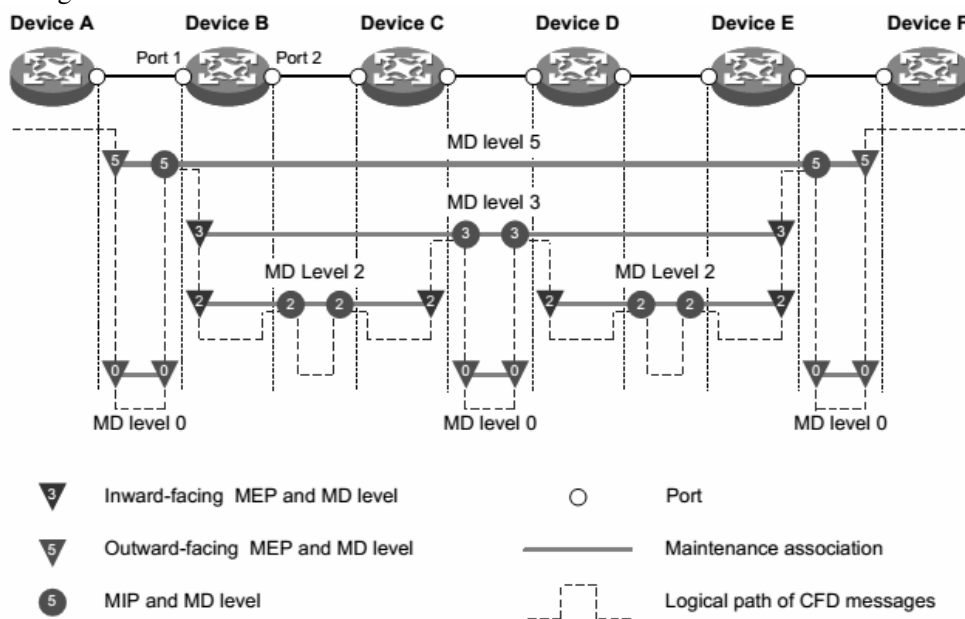 Device A Device B Device C Device D Device E Device F
Port 1 Port 2
MD level 5
5 5 5 5
MD level 3
3 3 3 3
MD Level 2 MD Level 2
2 2 2 2 2 2 2 2
0 0 0 0 0 0
MD level 0 MD level 0 MD level 0
3 Inward-facing MEP and MD level Port
5 Outward-facing MEP and MD level Maintenance association
5 MIP and MD level Logical path of CFD messages